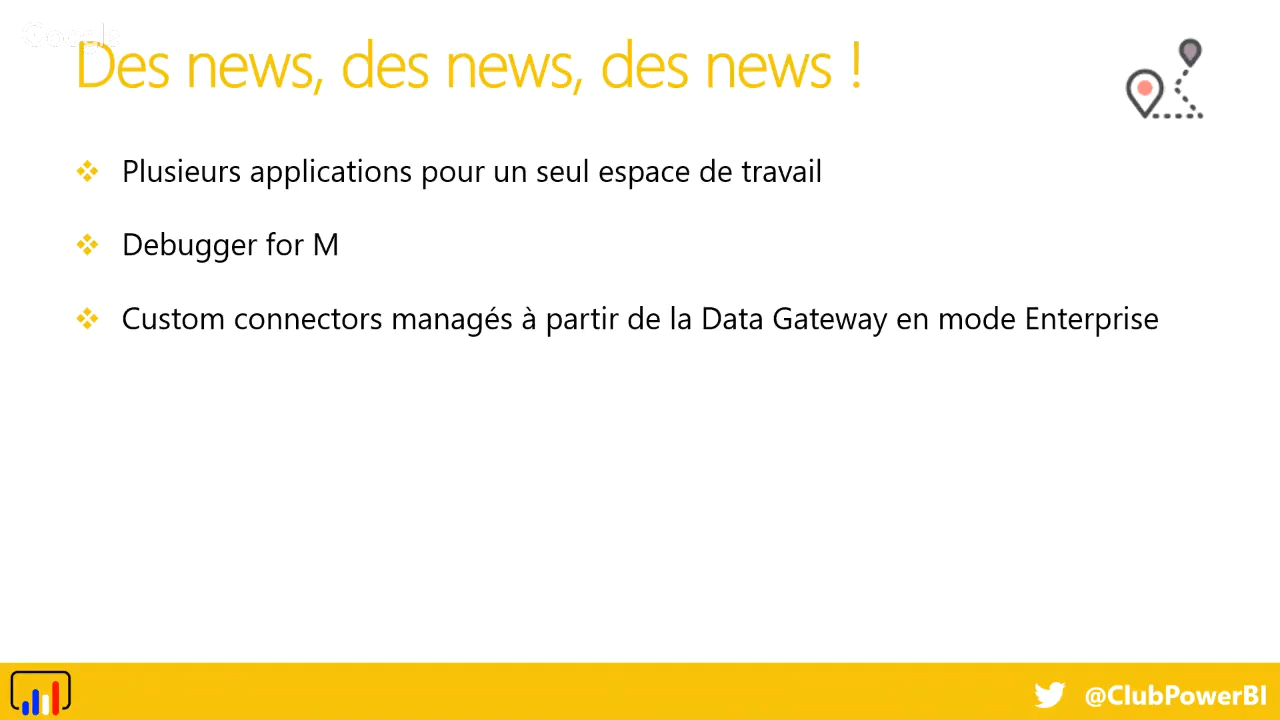 Google
Des news, des news, des news !
Plusieurs applications pour un seul espace de travail
Debugger for M
Custom connectors managés à partir de la Data Gateway en mode Enterprise
@ClubPowerBI